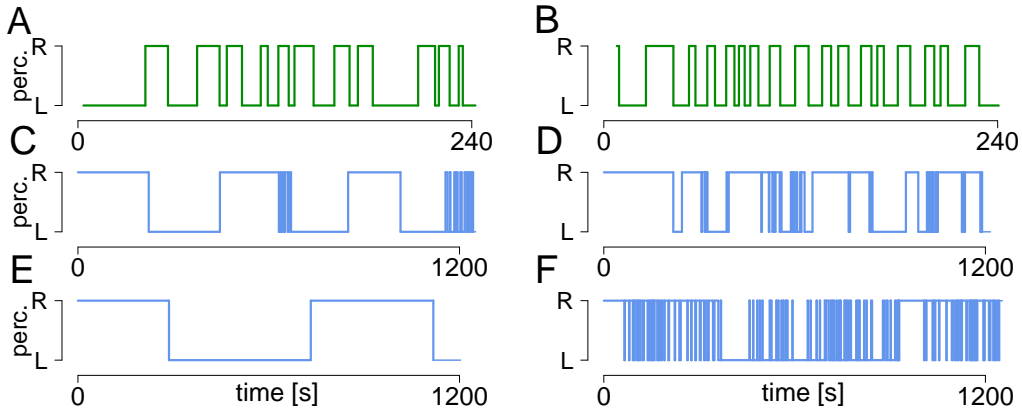 A B
perc. R R
L L
0 240 0 240
C D
perc. R R
L L
0 1200 0 1200
E F
perc. R R
L L
0 time [s] 1200 0 time [s] 1200